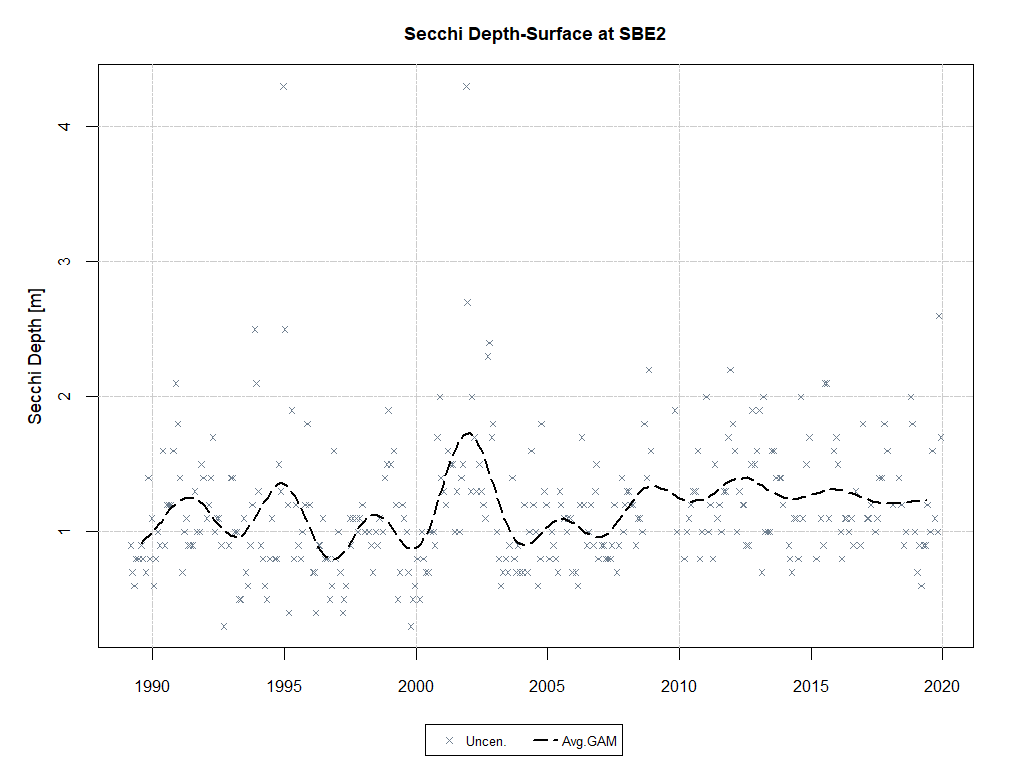 Secchi Depth-Surface at SBE2
Secchi Depth [m]
4
3
2
1
1990 1995 2000 2005 2010 2015 2020
Uncen. Avg.GAM